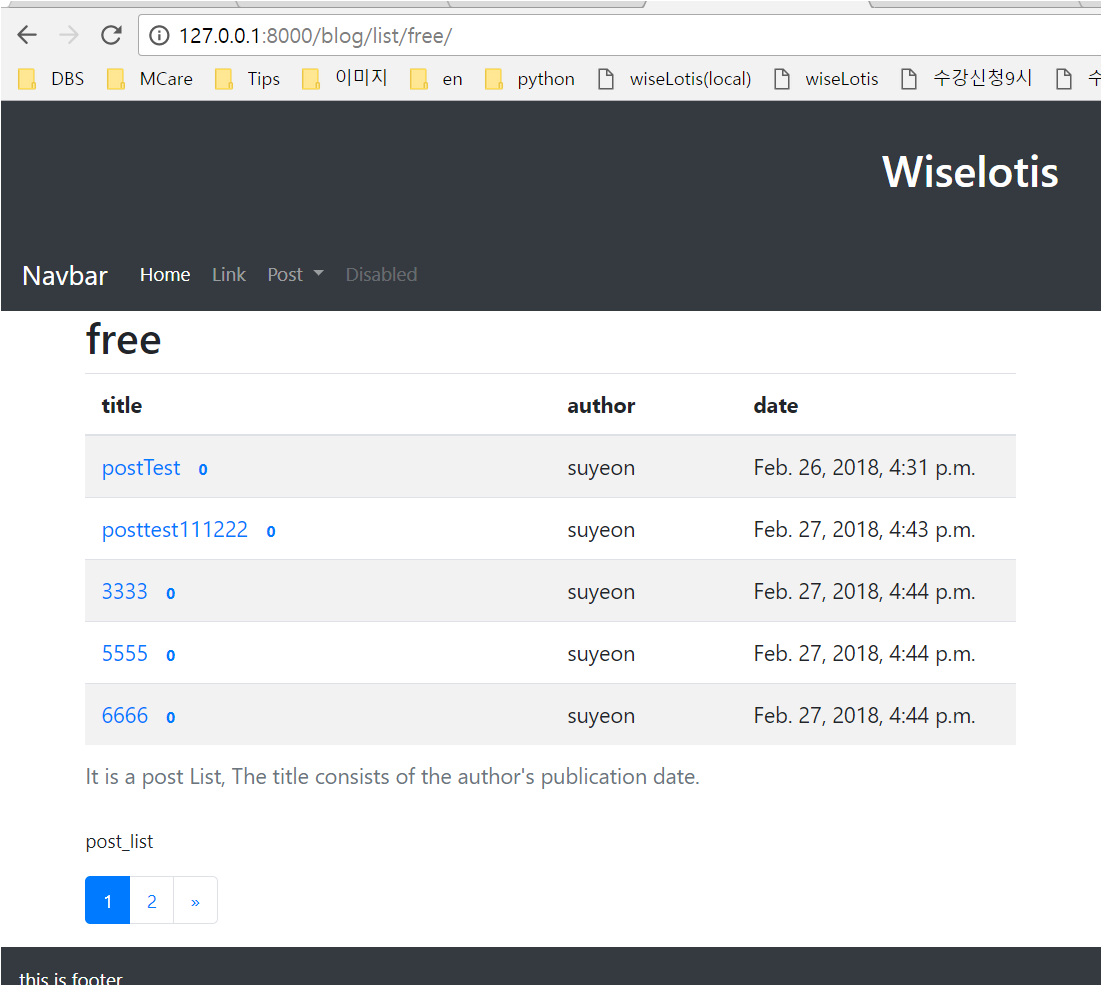 127.0.0.1:8000/blog/list/free/
DBS MCare Tips 이미지 en python wiseLotis(local) wiseLotis 수강신청9시 수
Wiselotis
Navbar Home Link Post Disabled
free
title author date
postTest 0 suyeon Feb. 26, 2018, 4:31 p.m.
posttest111222 0 suyeon Feb. 27, 2018, 4:43 p.m.
3333 0 suyeon Feb. 27, 2018, 4:44 p.m.
5555 0 suyeon Feb. 27, 2018, 4:44 p.m.
6666 0 suyeon Feb. 27, 2018, 4:44 p.m.
It is a post List, The title consists of the author's publication date.
post_list
1 2 »
this is footer